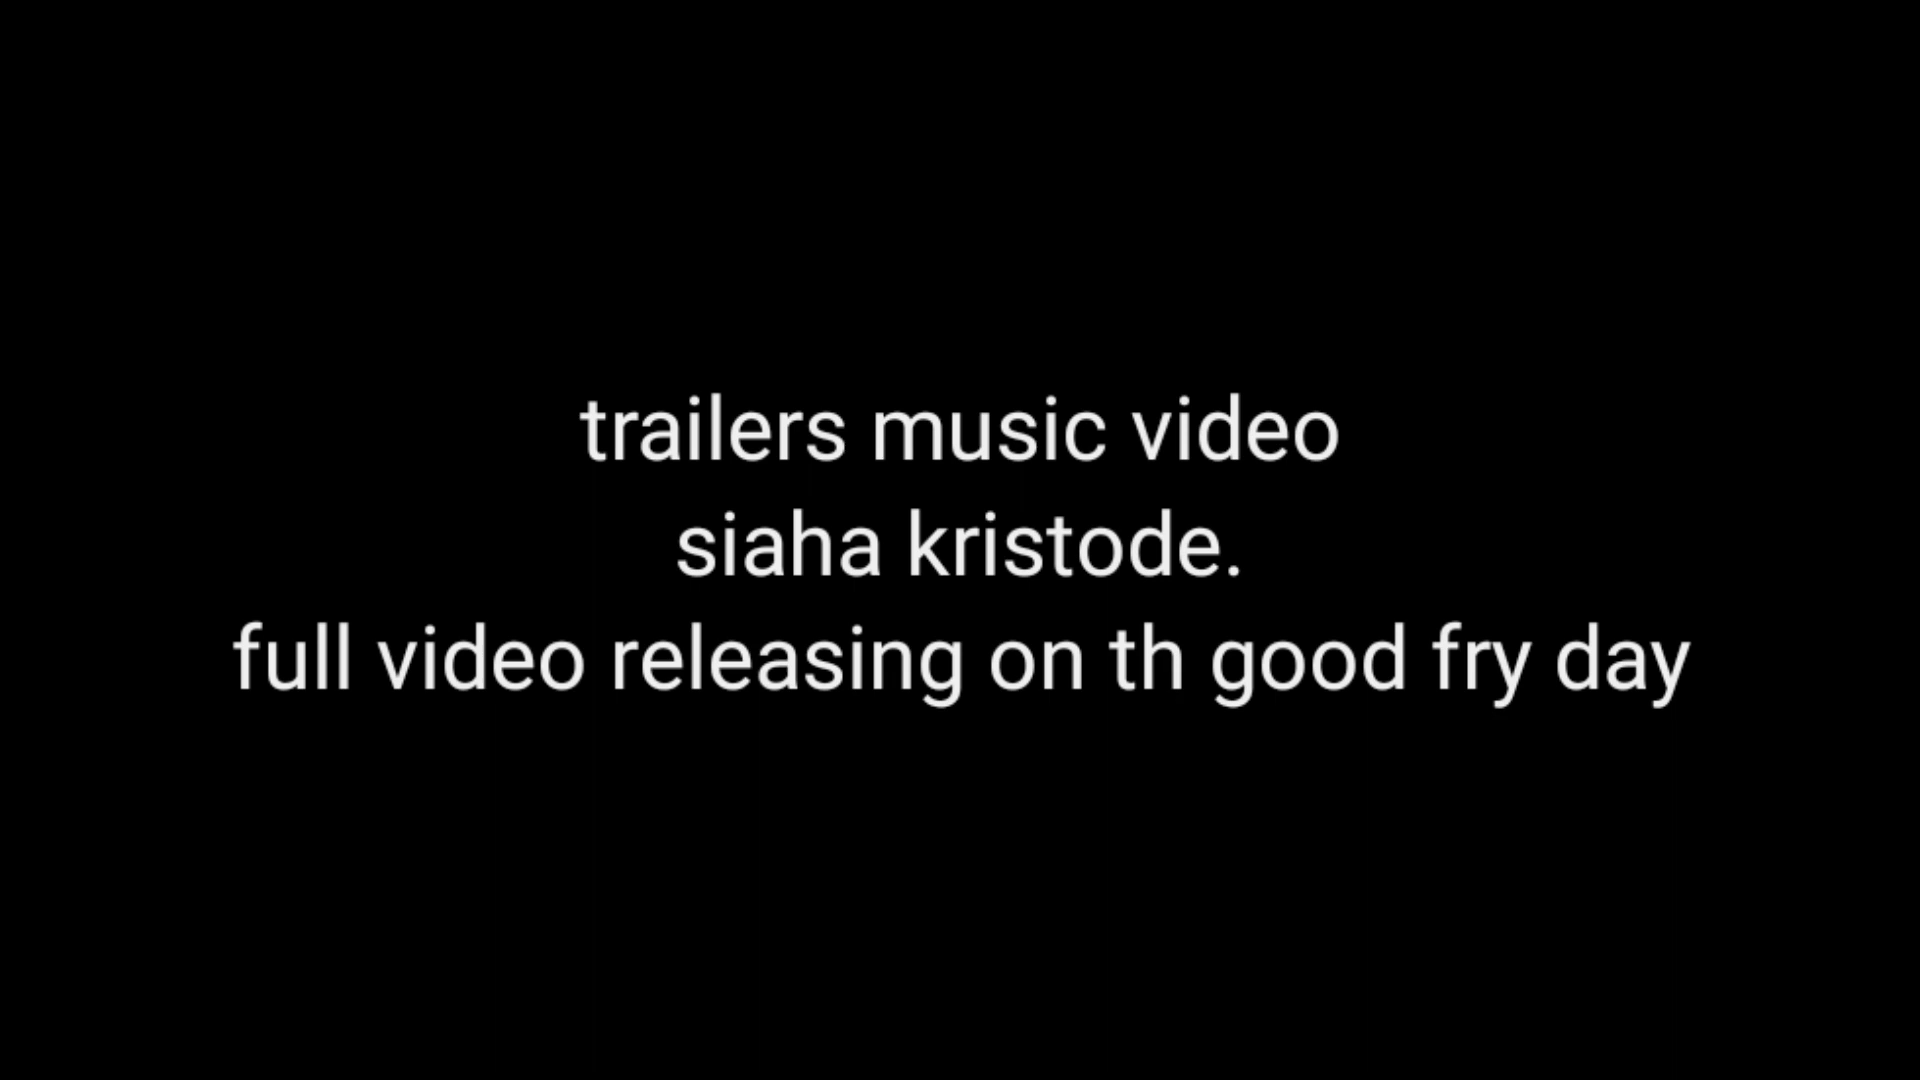 trailers music video
siaha kristode.
full video releasing on th good fry day